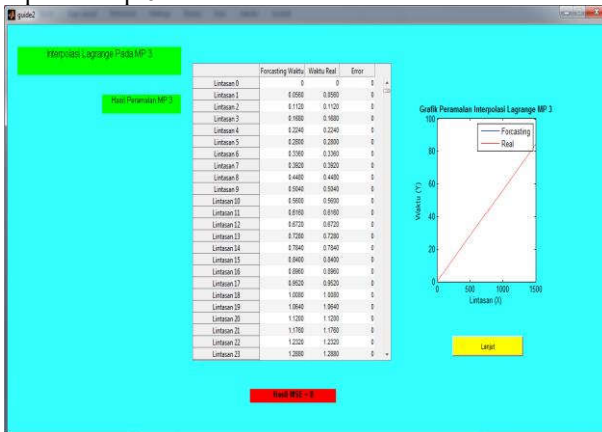 guide2
Interpolasi Lagrange Pada MP 3
Hasil Peramalan MP 3
Forcasting Waktu Waktu Real Error
Lintasan 0 0 0 0
Lintasan 1 0.0560 0.0560 0
Lintasan 2 0.1120 0.1120 0
Lintasan 3 0.1680 0.1680 0
Lintasan 4 0.2240 0.2240 0
Lintasan 5 0.2800 0.2800 0
Lintasan 6 0.3360 0.3360 0
Lintasan 7 0.3920 0.3920 0
Lintasan 8 0.4480 0.4480 0
Lintasan 9 0.5040 0.5040 0
Lintasan 10 0.5600 0.5600 0
Lintasan 11 0.6160 0.6160 0
Lintasan 12 0.6720 0.6720 0
Lintasan 13 0.7280 0.7280 0
Lintasan 14 0.7840 0.7840 0
Lintasan 15 0.8400 0.8400 0
Lintasan 16 0.8960 0.8960 0
Lintasan 17 0.9520 0.9520 0
Lintasan 18 1.0080 1.0080 0
Lintasan 19 1.0640 1.0640 0
Lintasan 20 1.1200 1.1200 0
Lintasan 21 1.1760 1.1760 0
Lintasan 22 1.2320 1.2320 0
Lintasan 23 1.2880 1.2880 0
Grafik Peramalan Interpolasi Lagrange MP 3
Forcasting
Real
Waktu (Y)
100
80
60
40
20
0
0 500 1000 1500
Lintasan (X)
Lanjut
Hasil MSE = 0